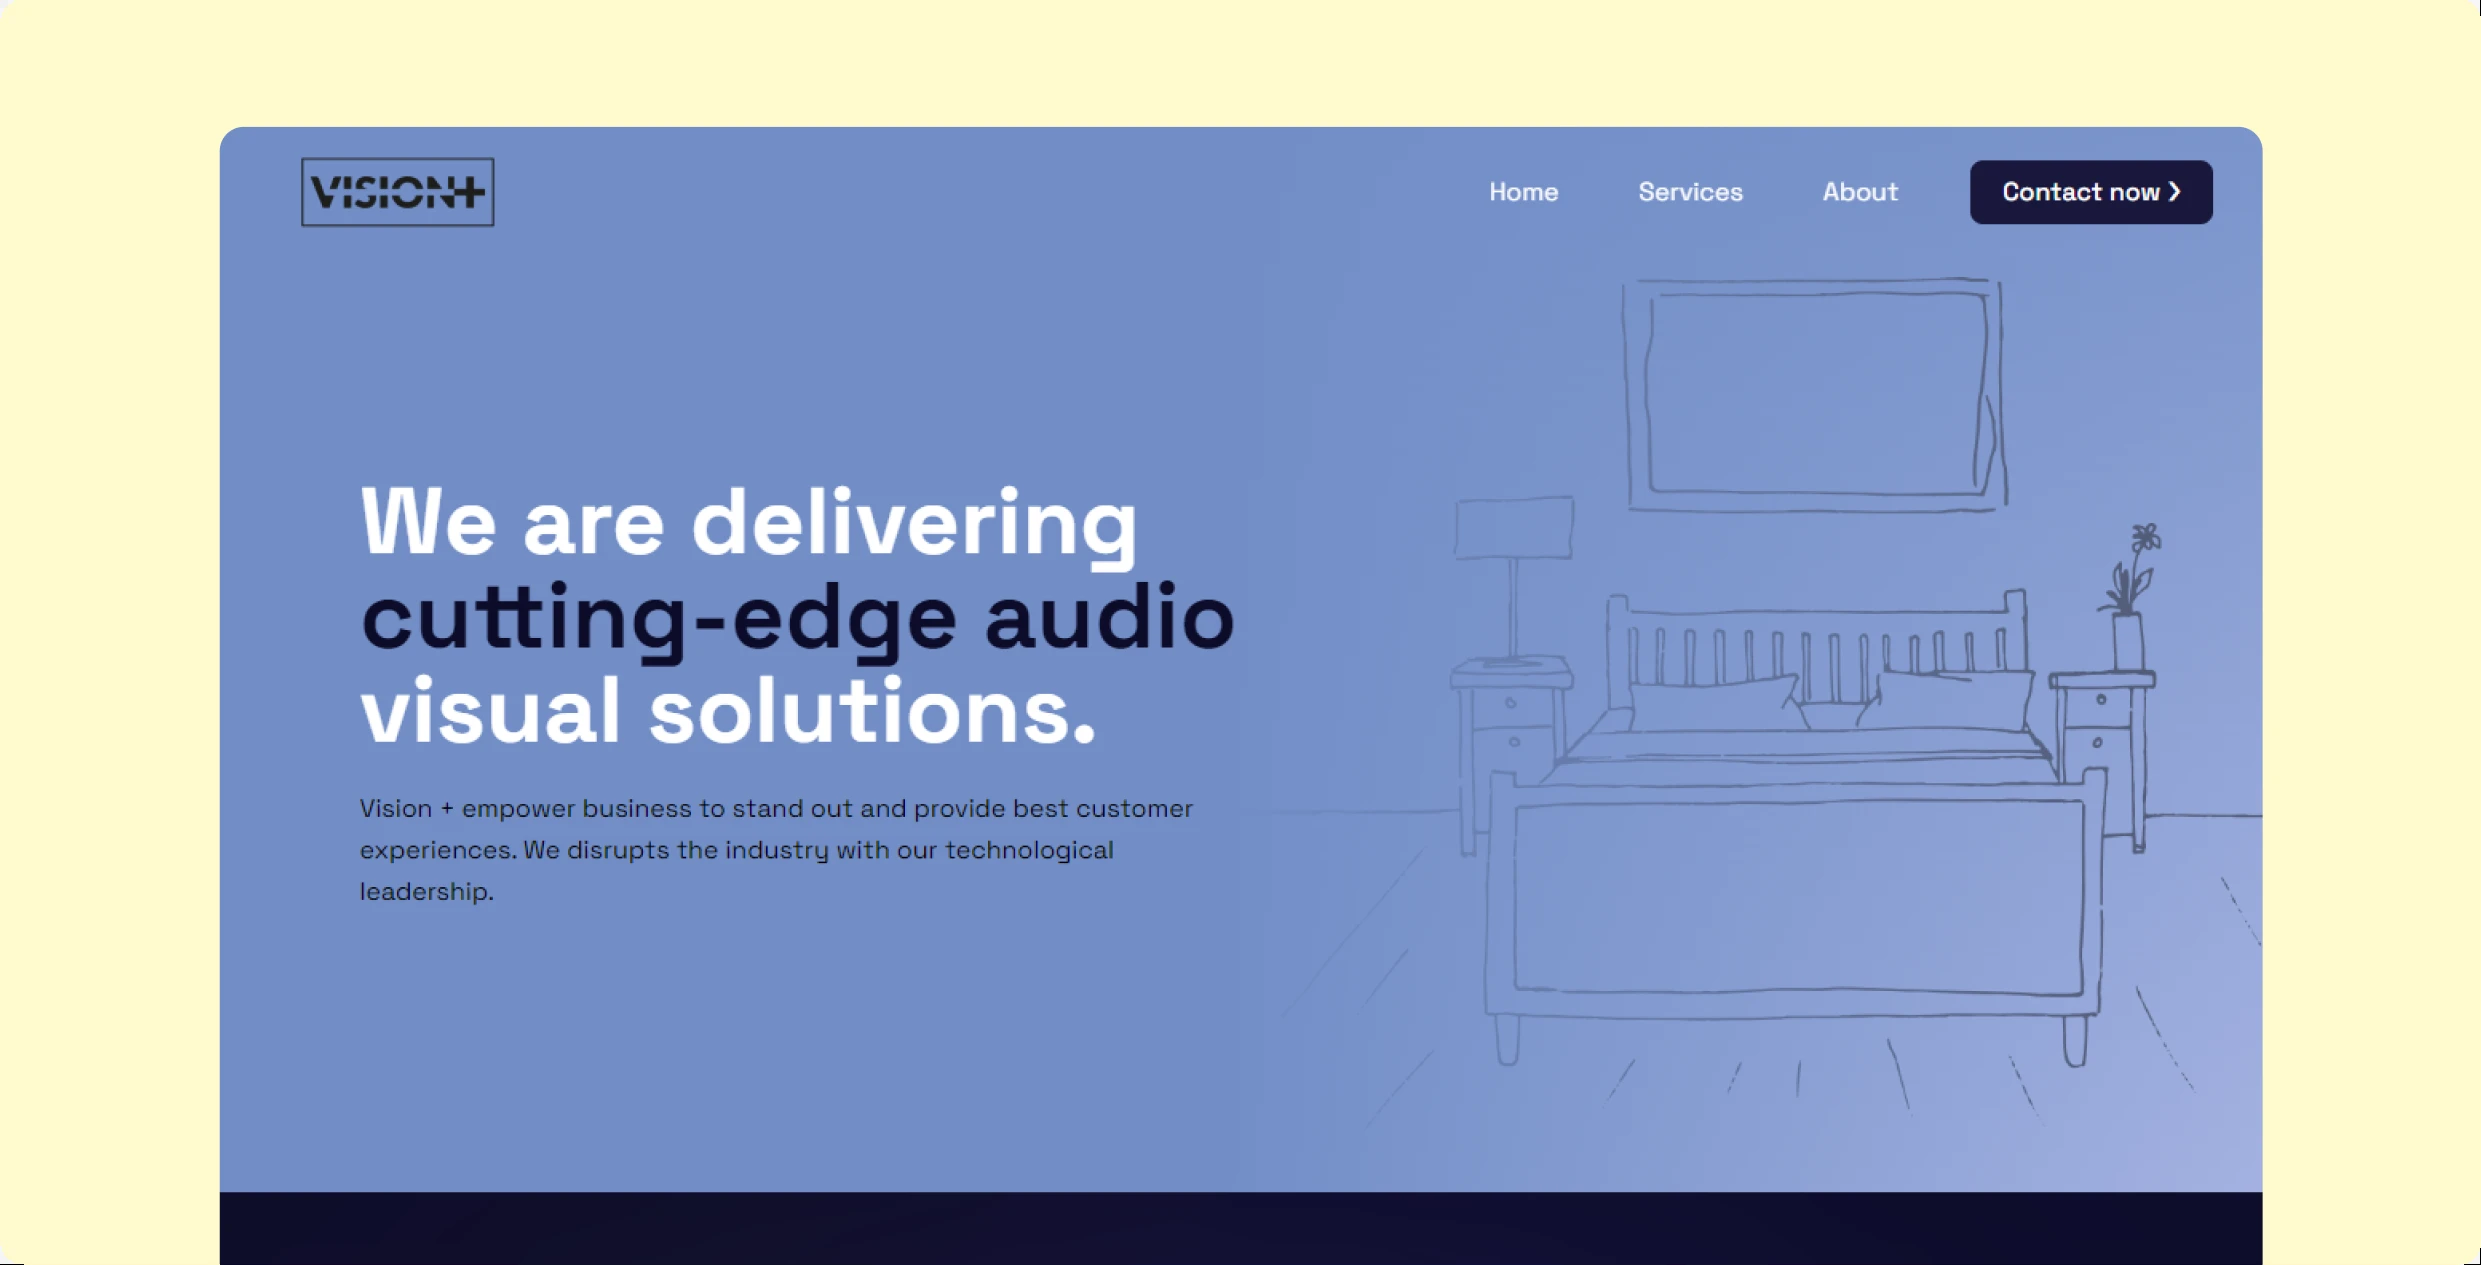 VISION+
Home Services About Contact now ❯
We are delivering
cutting-edge audio
visual solutions.
Vision + empower business to stand out and provide best customer
experiences. We disrupts the industry with our technological
leadership.